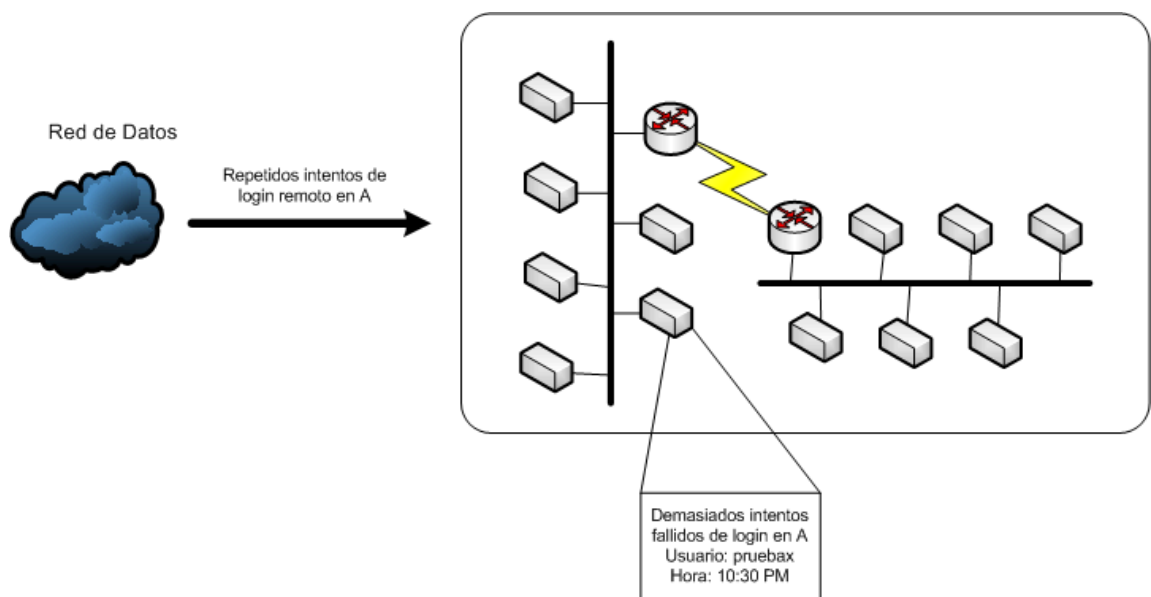 Red de Datos
Repetidos intentos de
login remoto en A
Demasiados intentos
fallidos de login en A
Usuario: pruebax
Hora: 10:30 PM